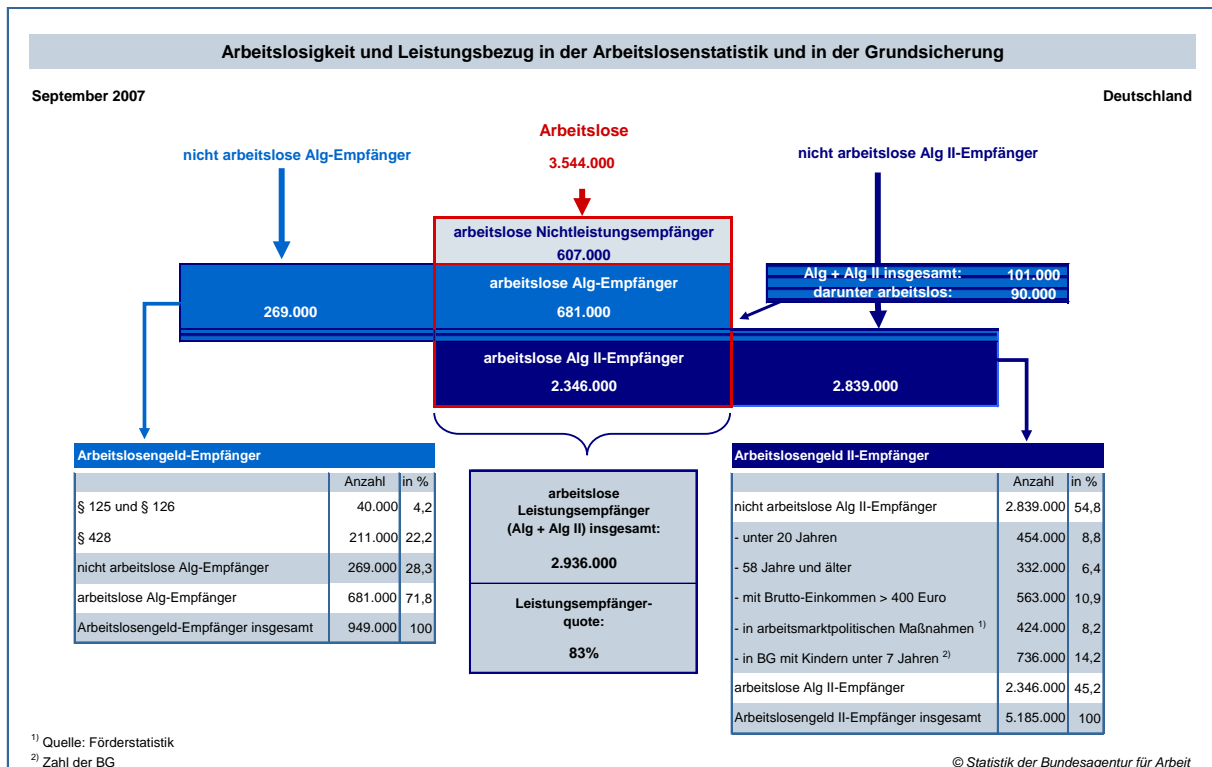 Arbeitslosigkeit und Leistungsbezug in der Arbeitslosenstatistik und in der Grundsicherung
September 2007
Deutschland
Arbeitslose
3.544.000
nicht arbeitslose Alg-Empfänger
nicht arbeitslose Alg II-Empfänger
arbeitslose Nichtleistungsempfänger
607.000
arbeitslose Alg-Empfänger
269.000
681.000
Alg + Alg II insgesamt: 101.000
darunter arbeitslos: 90.000
arbeitslose Alg II-Empfänger
2.346.000
2.839.000
Arbeitslosengeld-Empfänger
Anzahl in %
§ 125 und § 126 40.000 4,2
§ 428 211.000 22,2
nicht arbeitslose Alg-Empfänger 269.000 28,3
arbeitslose Alg-Empfänger 681.000 71,8
Arbeitslosengeld-Empfänger insgesamt 949.000 100
arbeitslose
Leistungsempfänger
(Alg + Alg II) insgesamt:
2.936.000
Leistungsempfänger-
quote:
83%
Arbeitslosengeld II-Empfänger
Anzahl in %
nicht arbeitslose Alg II-Empfänger 2.839.000 54,8
- unter 20 Jahren 454.000 8,8
- 58 Jahre und älter 332.000 6,4
- mit Brutto-Einkommen > 400 Euro 563.000 10,9
- in arbeitsmarktpolitischen Maßnahmen 1) 424.000 8,2
- in BG mit Kindern unter 7 Jahren 2) 736.000 14,2
arbeitslose Alg II-Empfänger 2.346.000 45,2
Arbeitslosengeld II-Empfänger insgesamt 5.185.000 100
1) Quelle: Förderstatistik
2) Zahl der BG
© Statistik der Bundesagentur für Arbeit